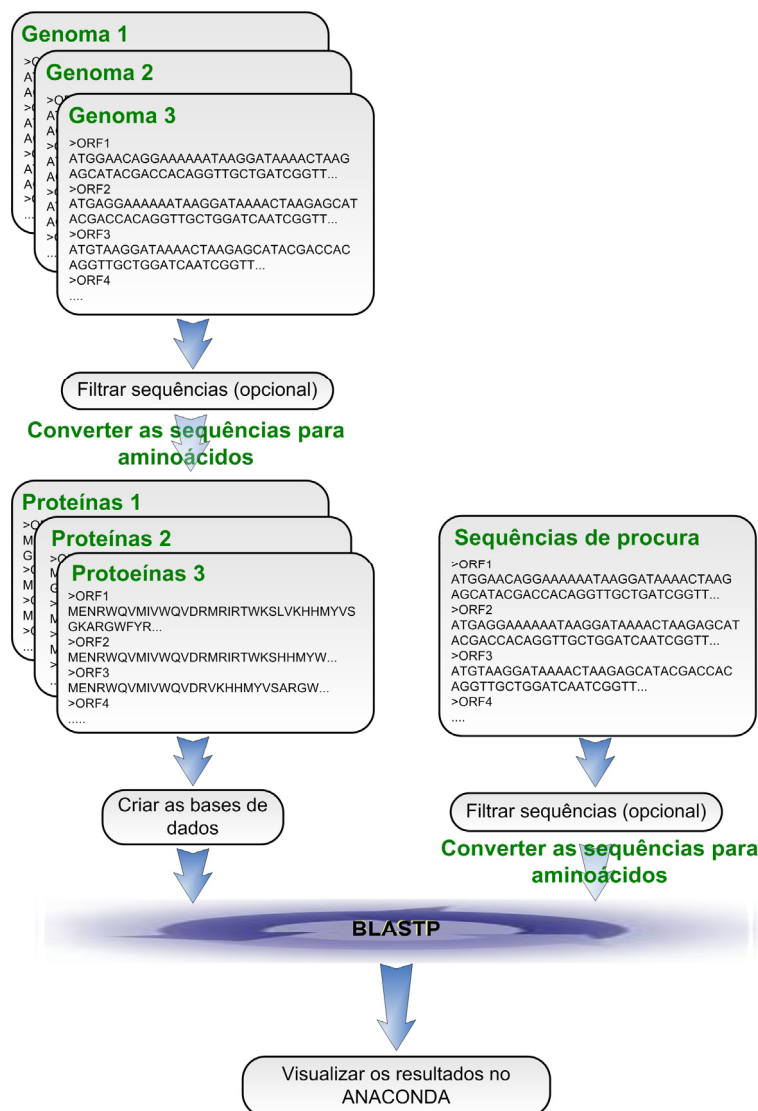 Genoma 1
Genoma 2
Genoma 3
>ORF1
ATGGAACAGGAAAAAATAAGGATAAAACTAAG
AGCATACGACCACAGGTTGCTGATCGGTT...
>ORF2
ATGAGGAAAAAATAAGGATAAAACTAAGAGCAT
ACGACCACAGGTTGCTGGATCAATCGGTT...
>ORF3
ATGTAAGGATAAAACTAAGAGCATACGACCAC
AGGTTGCTGGATCAATCGGTT...
>ORF4
....
Filtrar sequências (opcional)
Converter as sequências para
aminoácidos
Proteínas 1
Proteínas 2
Protoeínas 3
>ORF1
MENRWQVMIVWQVDRMRIRTWKSLVKHHMYVS
GKARGWFYR...
>ORF2
MENRWQVMIVWQVDRMRIRTWKSHHMYW...
>ORF3
MENRWQVMIVWQVDRVKHHMYVSARGW...
>ORF4
.....
Criar as bases de
dados
Sequências de procura
>ORF1
ATGGAACAGGAAAAAATAAGGATAAAACTAAG
AGCATACGACCACAGGTTGCTGATCGGTT...
>ORF2
ATGAGGAAAAAATAAGGATAAAACTAAGAGCAT
ACGACCACAGGTTGCTGGATCAATCGGTT...
>ORF3
ATGTAAGGATAAAACTAAGAGCATACGACCAC
AGGTTGCTGGATCAATCGGTT...
>ORF4
....
Filtrar sequências (opcional)
Converter as sequências para
aminoácidos
BLASTP
Visualizar os resultados no
ANACONDA